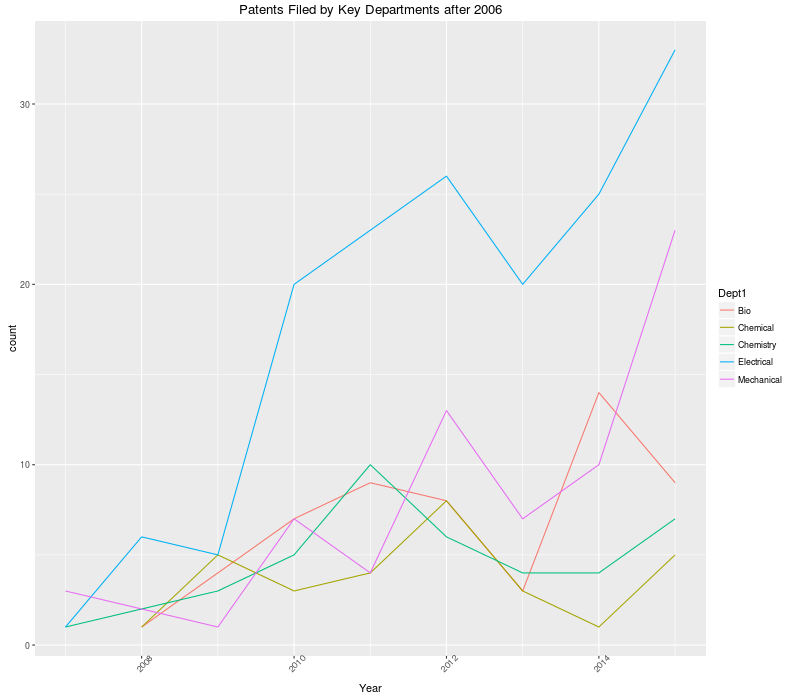 Patents Filed by Key Departments after 2006
30
20
10
0
count
2008
2010
2012
2014
Year
Dept1
Bio
Chemical
Chemistry
Electrical
Mechanical